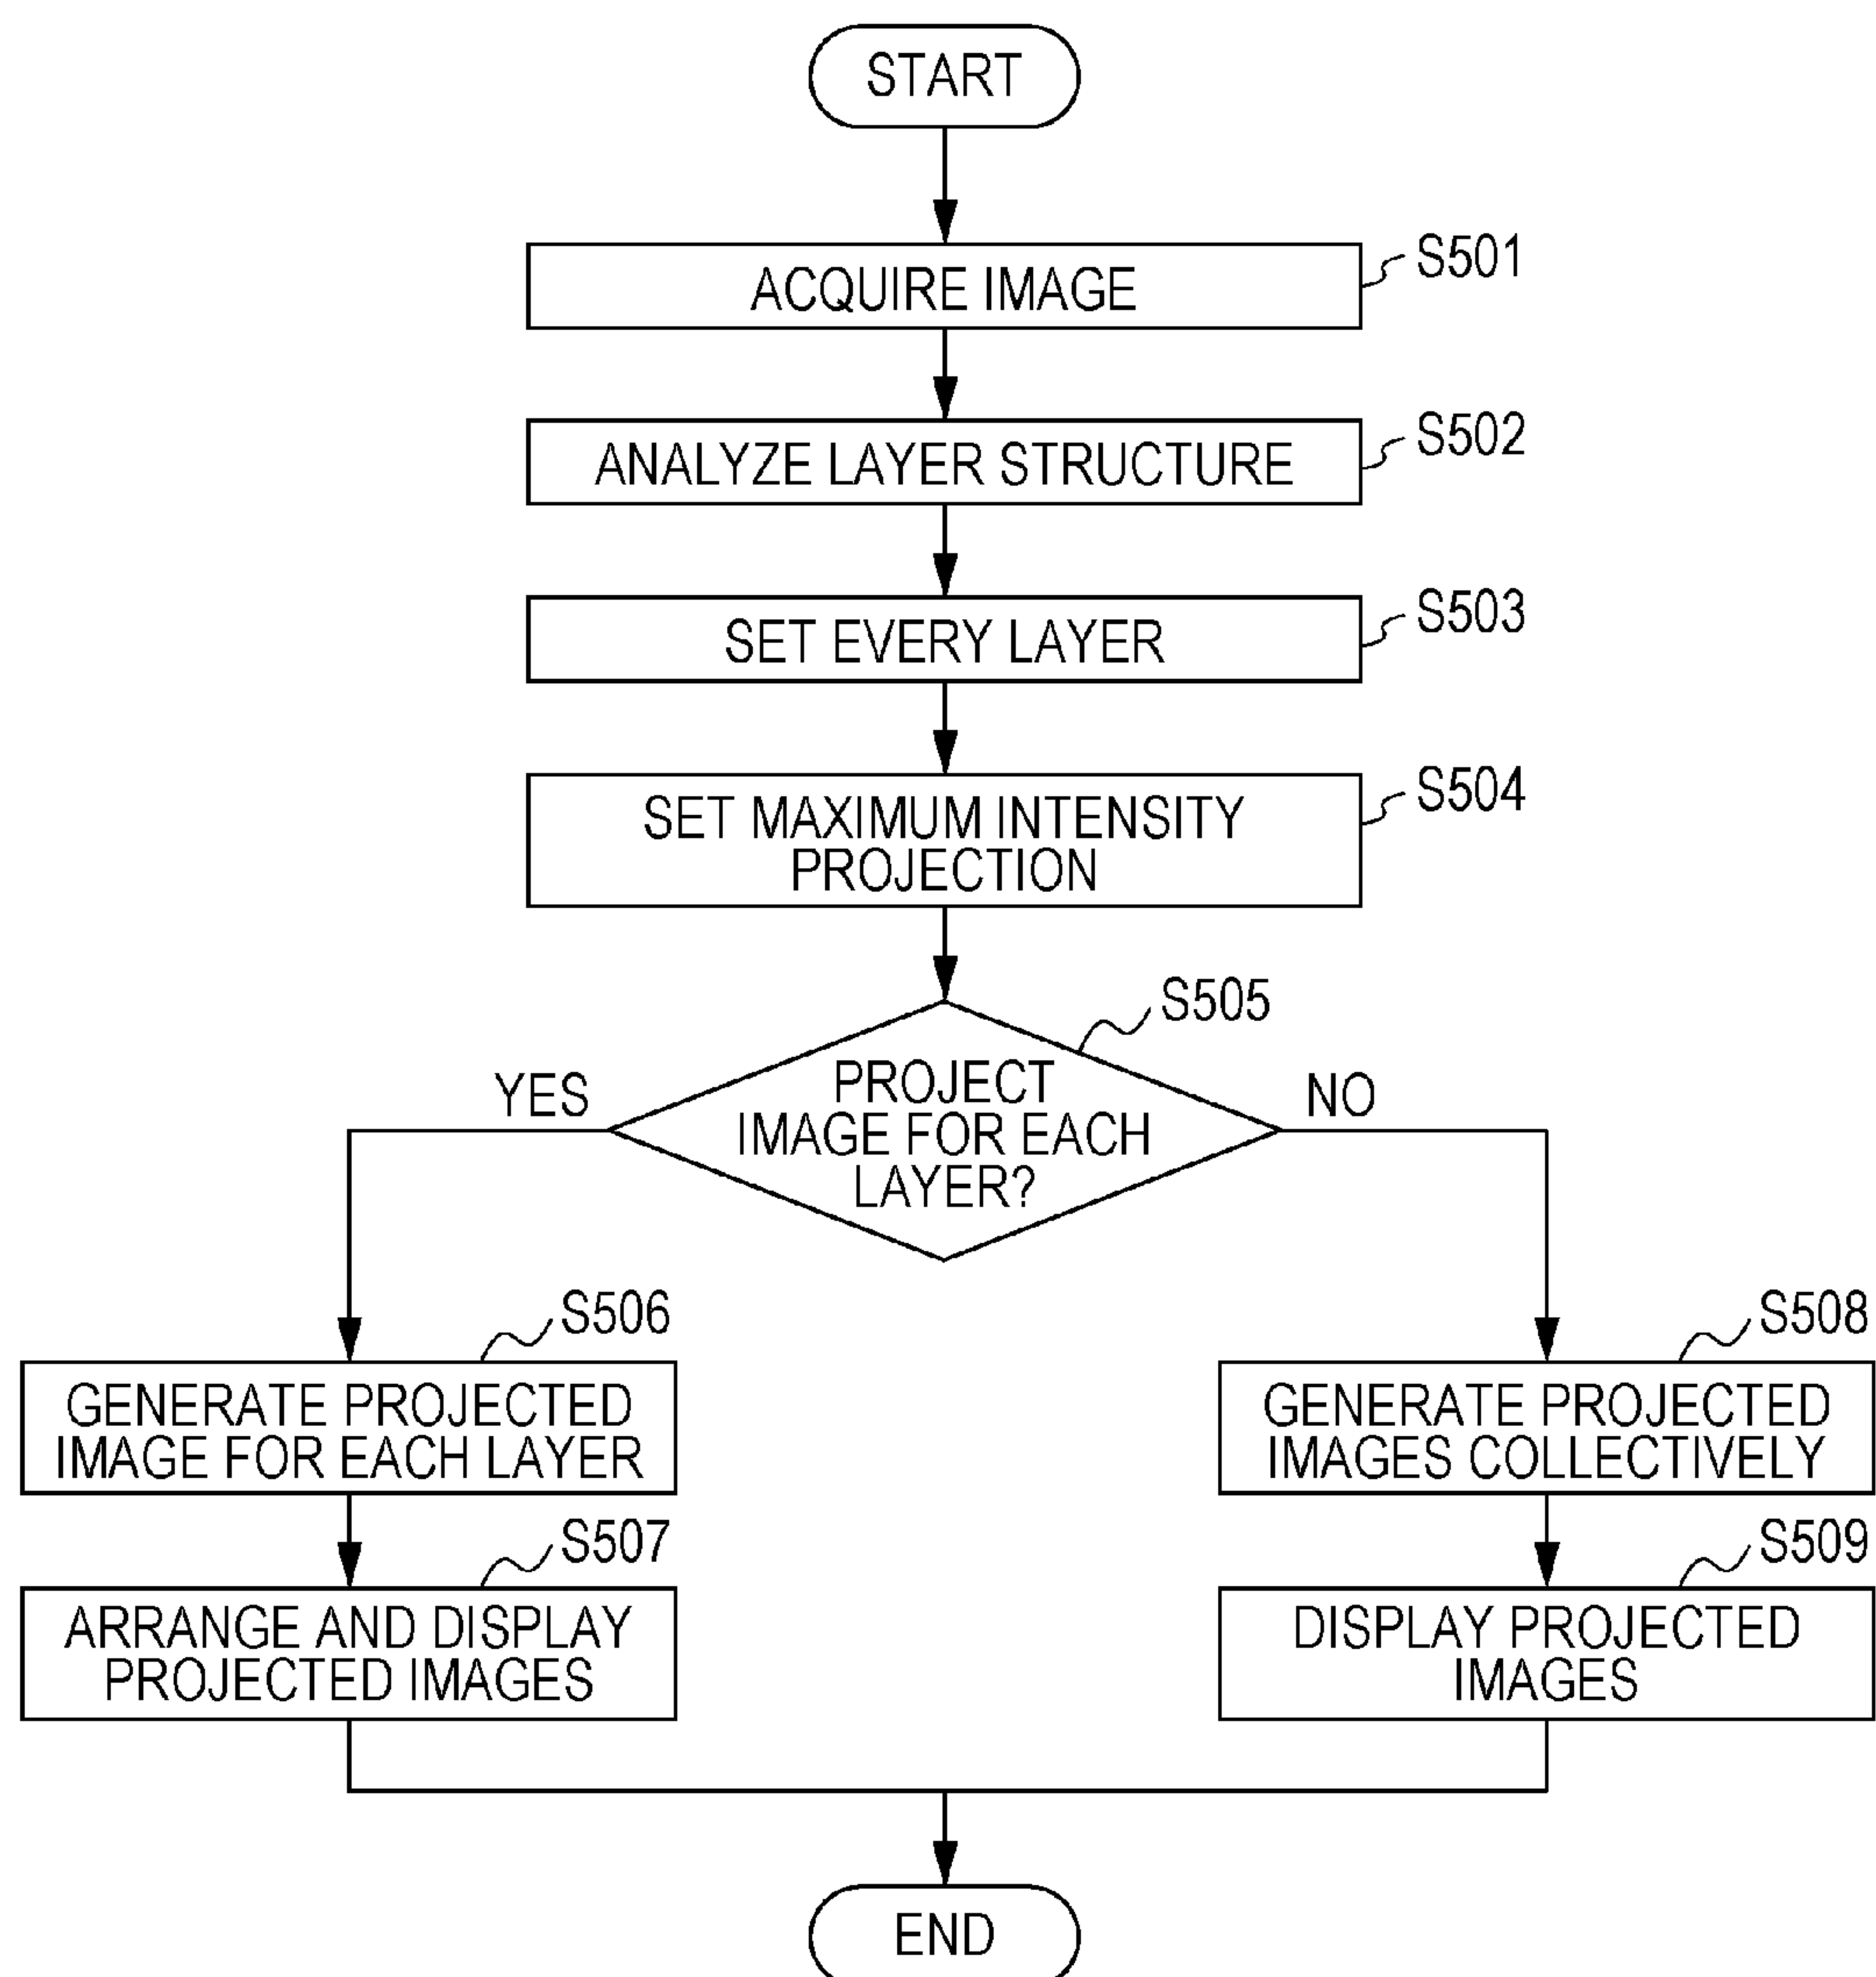 START
ACQUIRE IMAGE
S501
ANALYZE LAYER STRUCTURE
S502
SET EVERY LAYER
S503
SET MAXIMUM INTENSITY
PROJECTION
S504
S505
PROJECT
IMAGE FOR EACH
LAYER?
YES
NO
S506
GENERATE PROJECTED
IMAGE FOR EACH LAYER
S507
ARRANGE AND DISPLAY
PROJECTED IMAGES
S508
GENERATE PROJECTED
IMAGES COLLECTIVELY
S509
DISPLAY PROJECTED
IMAGES
END